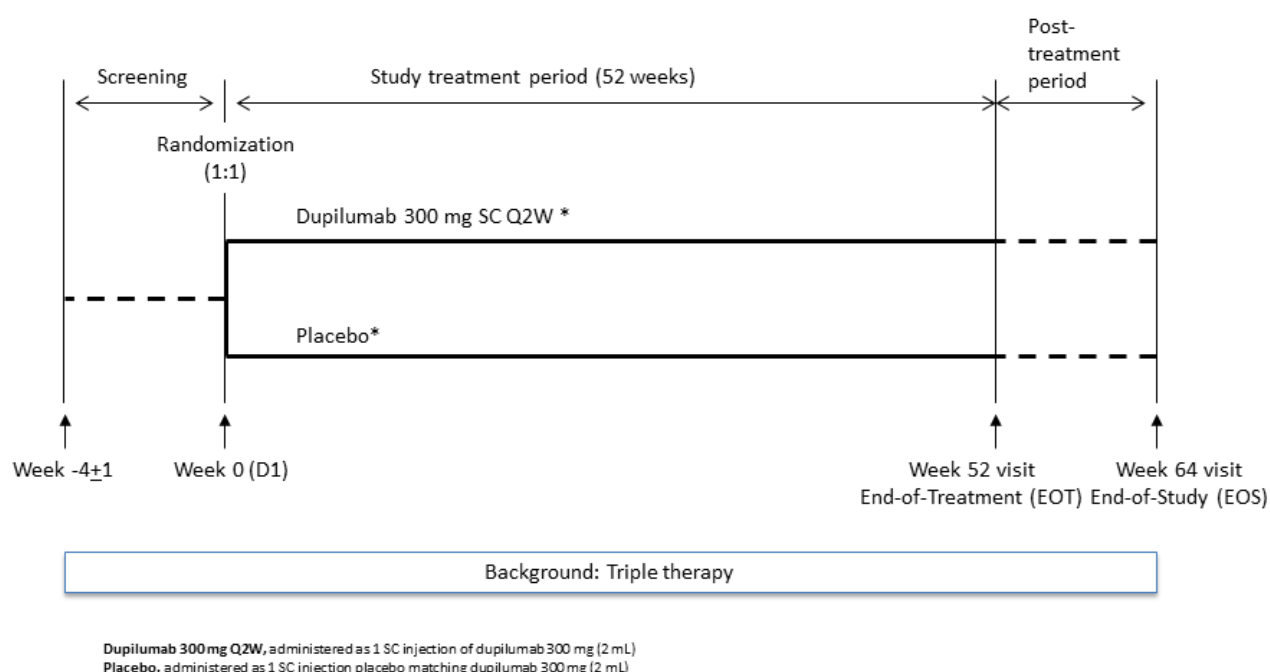 Post-
treatment
period
Screening
Study treatment period (52 weeks)
Randomization
(1:1)
Dupilumab 300 mg SC Q2W *
Placebo*
Week -4±1
Week 0 (D1)
Week 52 visit
End-of-Treatment (EOT)
Week 64 visit
End-of-Study (EOS)
Background: Triple therapy
Dupilumab 300mg Q2W, administered as 1 SC injection of dupilumab 300 mg (2 mL)
Placebo, administered as 1 SC injection placebo matching dupilumab 300 mg (2 mL)